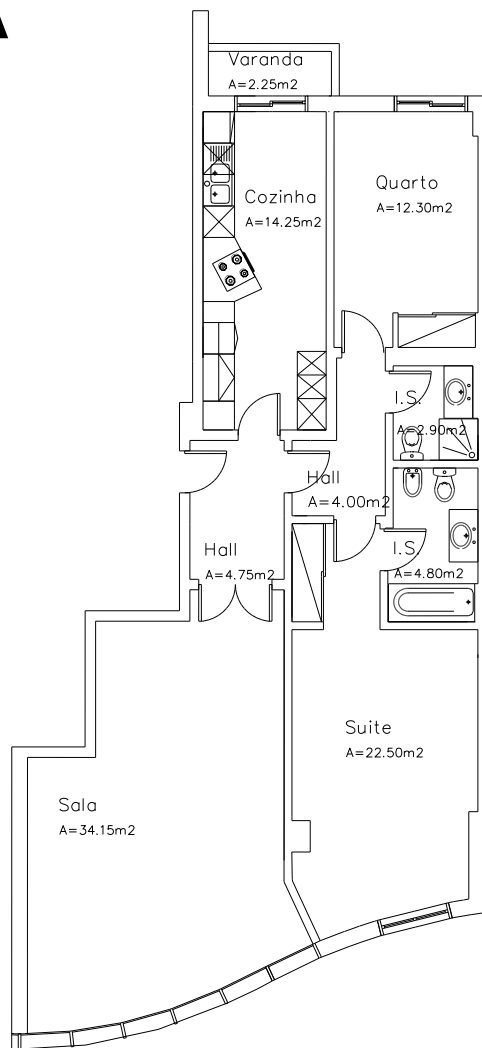 Varanda
A=2.25m2
Quarto
A=12.30m2
Cozinha
A=14.25m2
I.S.
A=2.90m2
Hall
A=4.00m2
Hall
A=4.75m2
I.S.
A=4.80m2
Suite
A=22.50m2
Sala
A=34.15m2